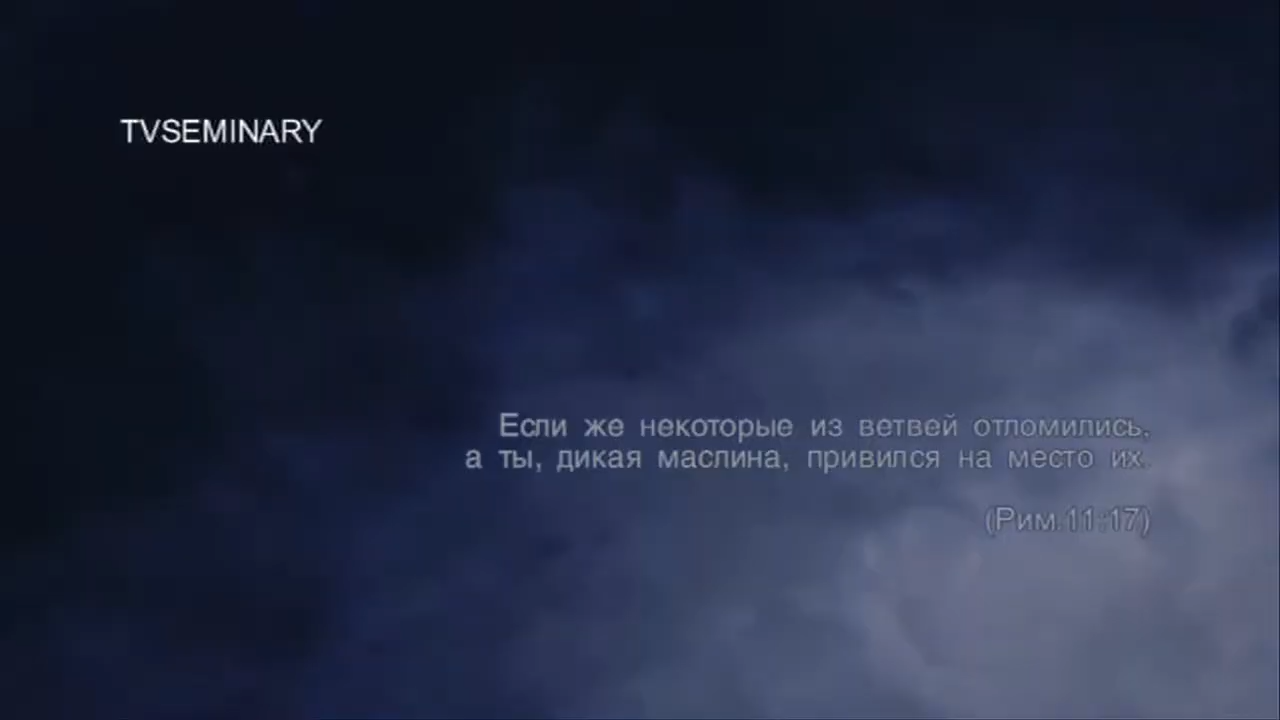 TVSEMINARY
Если же некоторые из ветвей отломились,
а ты, дикая маслина, привился на место их.
(Рим.11:17)